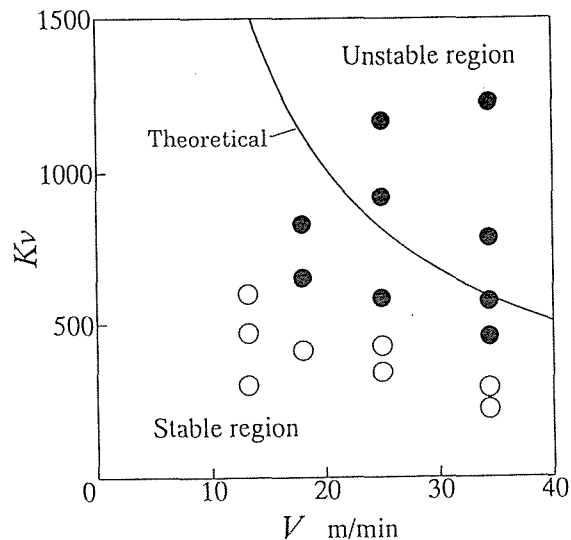 1500
Unstable region
Theoretical
1000
Kv
500
Stable region
0
10
20
30
40
V m/min